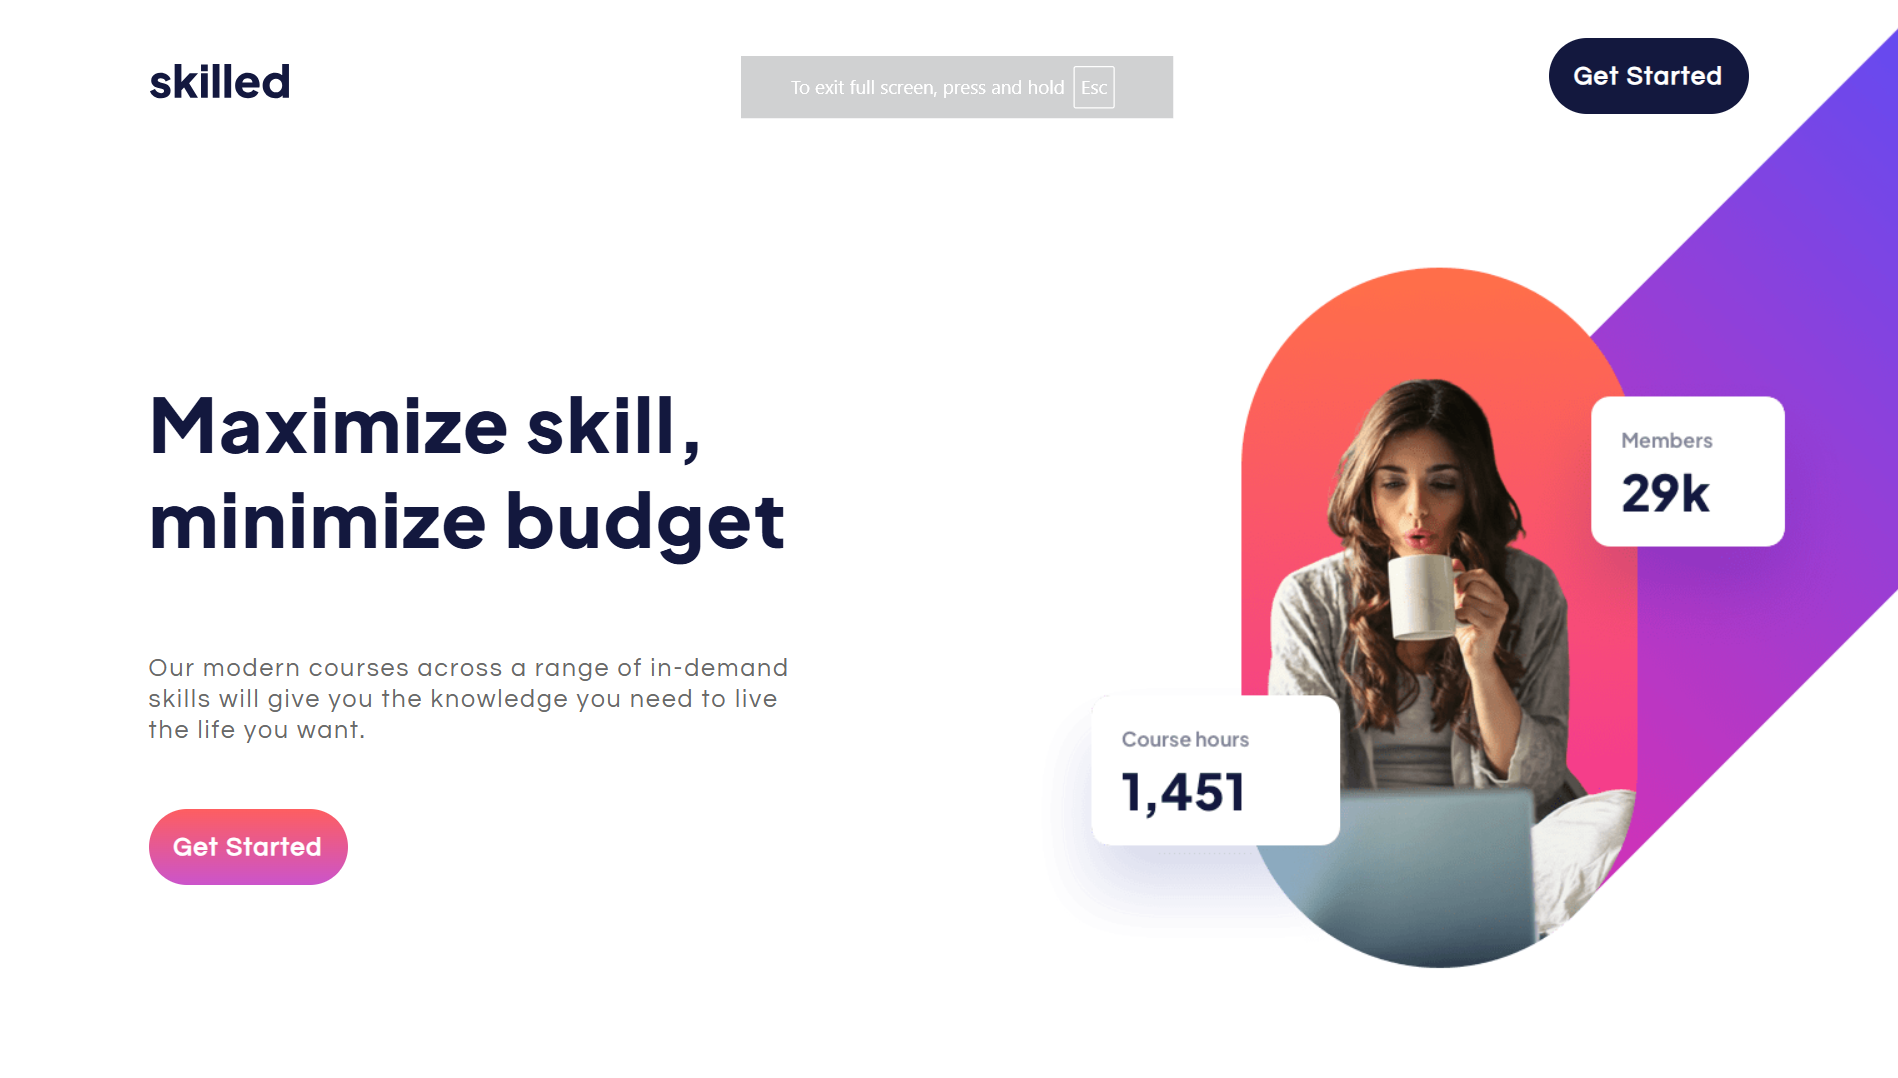 skilled
To exit full screen, press and hold Esc
Get Started
Maximize skill,
minimize budget
Our modern courses across a range of in-demand
skills will give you the knowledge you need to live
the life you want.
Get Started
Members
29k
Course hours
1,451